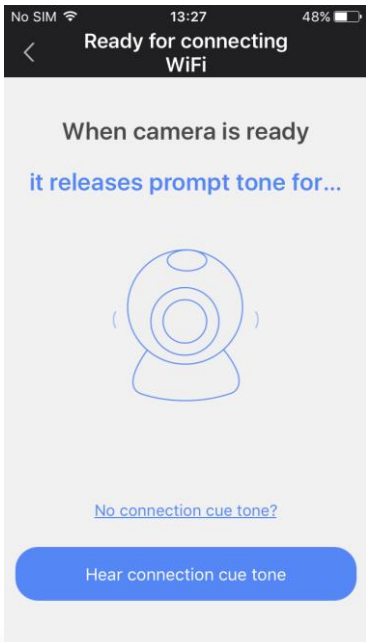 No SIM 13:27 48%
Ready for connecting
WiFi
When camera is ready
it releases prompt tone for...
No connection cue tone?
Hear connection cue tone